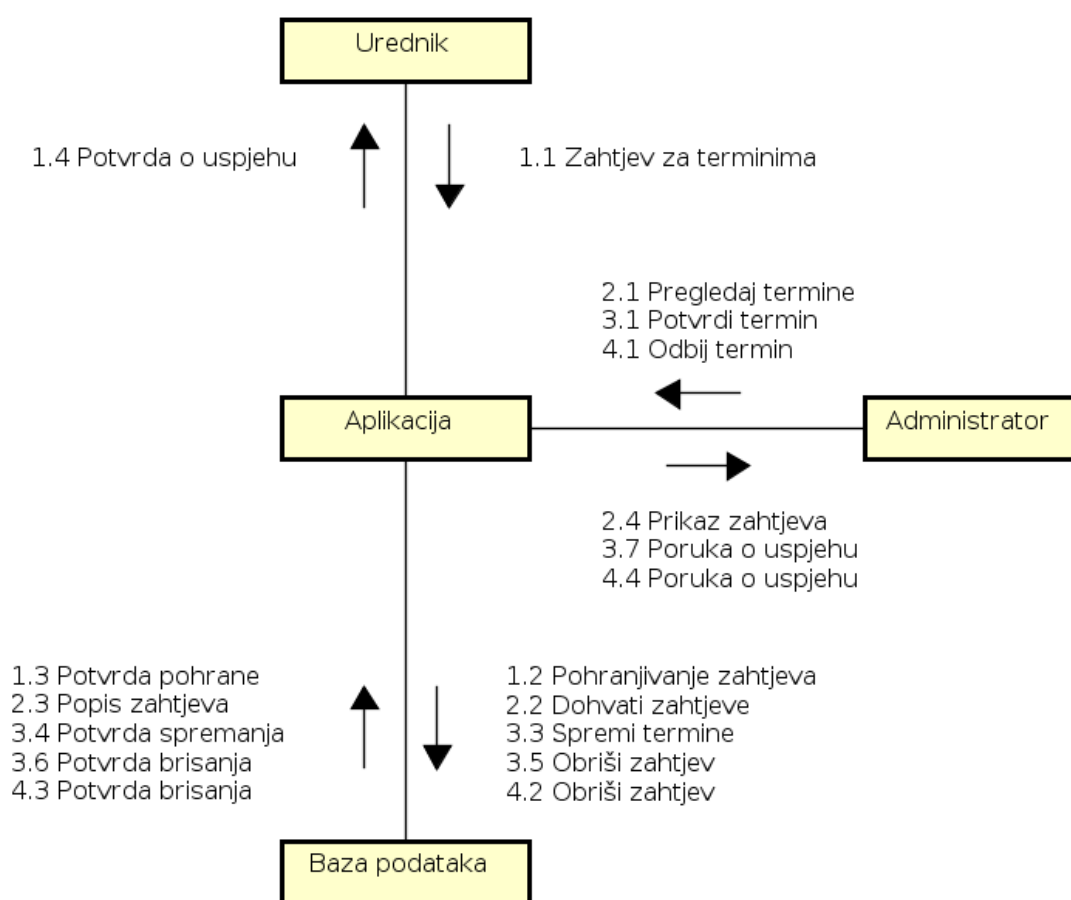 Urednik
1.4 Potvrda o uspjehu
1.1 Zahtjev za terminima
2.1 Pregledaj termine
3.1 Potvrdi termin
4.1 Odbij termin
Aplikacija
Administrator
2.4 Prikaz zahtjeva
3.7 Poruka o uspjehu
4.4 Poruka o uspjehu
1.3 Potvrda pohrane
2.3 Popis zahtjeva
3.4 Potvrda spremanja
3.6 Potvrda brisanja
4.3 Potvrda brisanja
1.2 Pohranjivanje zahtjeva
2.2 Dohvati zahtjeve
3.3 Spremi termine
3.5 Obriši zahtjev
4.2 Obriši zahtjev
Baza podataka